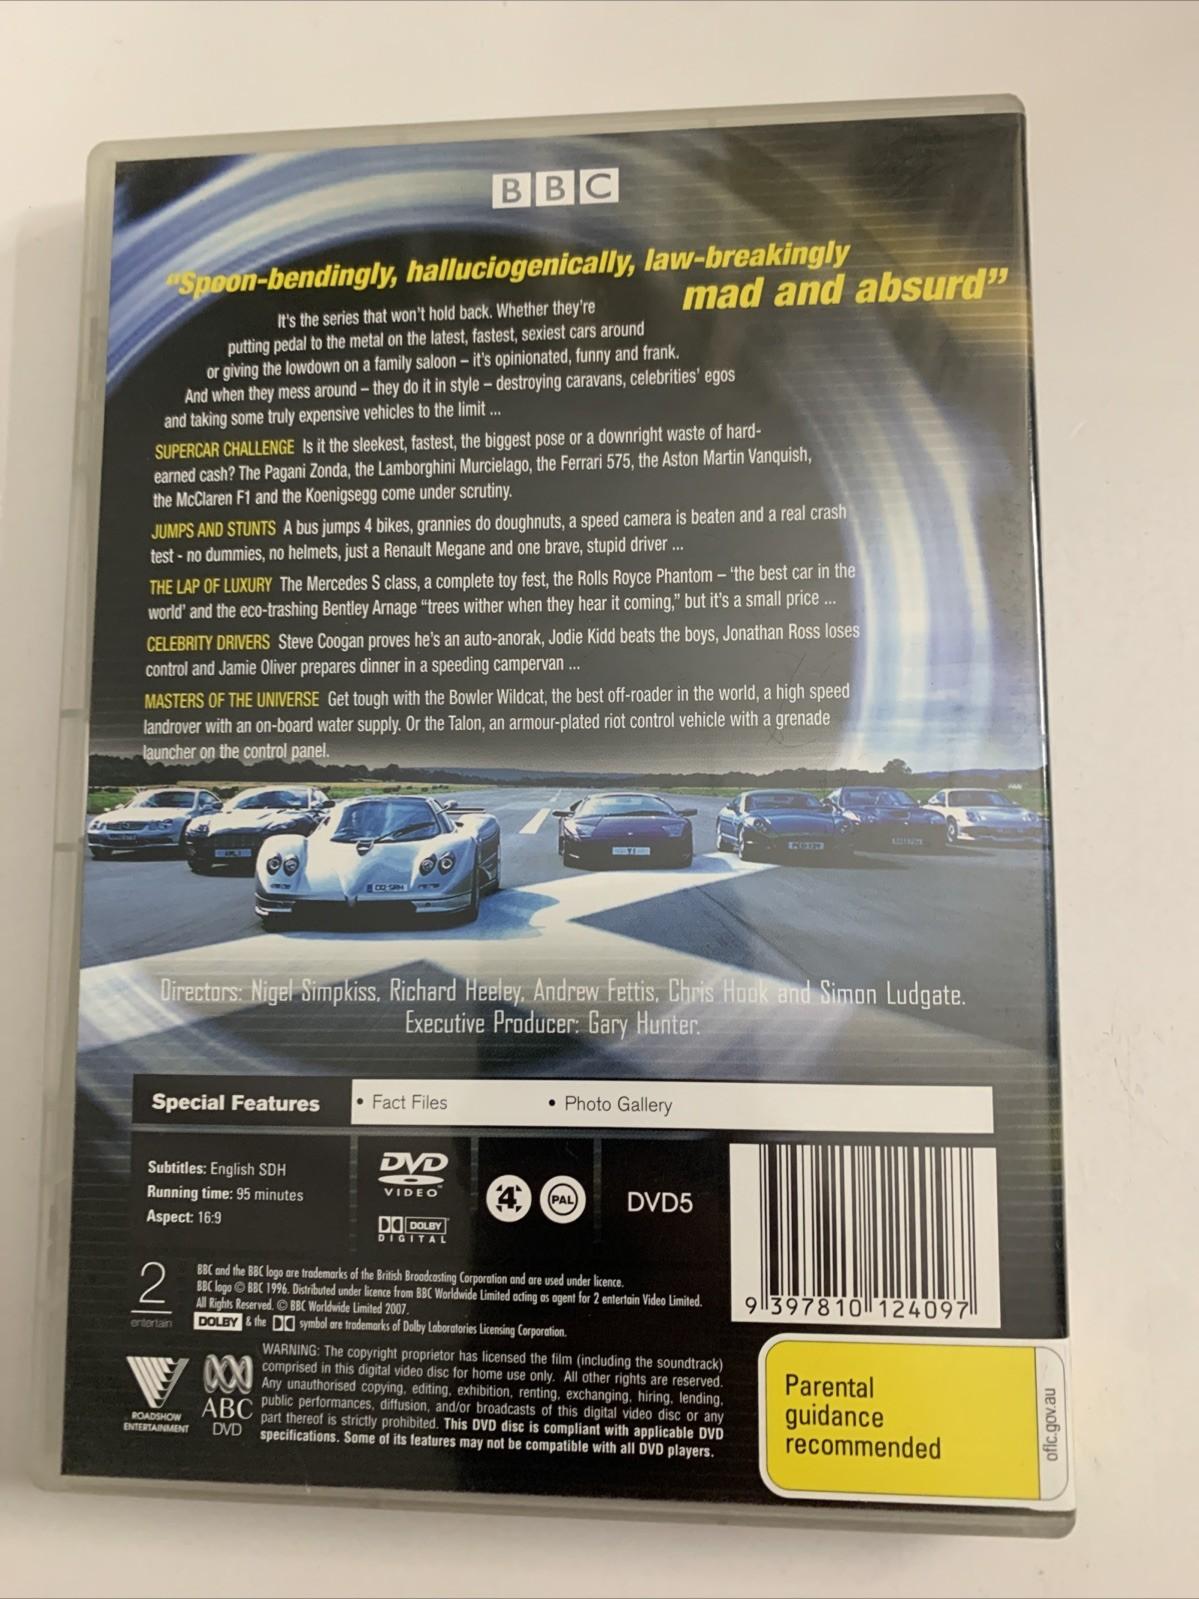 BBC
“Spoon-bendingly, halluciogenically, law-breakingly
mad and absurd”
It's the series that won't hold back. Whether they're
putting pedal to the metal on the latest, fastest, sexiest cars around
or giving the lowdown on a family saloon – it's opinionated, funny and frank.
And when they mess around – they do it in style – destroying caravans, celebrities' egos
and taking some truly expensive vehicles to the limit ...
SUPERCAR CHALLENGE Is it the sleekest, fastest, the biggest pose or a downright waste of hard-
earned cash? The Pagani Zonda, the Lamborghini Murcielago, the Ferrari 575, the Aston Martin Vanquish,
the McClaren F1 and the Koenigsegg come under scrutiny.
JUMPS AND STUNTS A bus jumps 4 bikes, grannies do doughnuts, a speed camera is beaten and a real crash
test - no dummies, no helmets, just a Renault Megane and one brave, stupid driver ...
THE LAP OF LUXURY The Mercedes S class, a complete toy fest, the Rolls Royce Phantom – 'the best car in the
world' and the eco-trashing Bentley Arnage “trees wither when they hear it coming,” but it's a small price ...
CELEBRITY DRIVERS Steve Coogan proves he's an auto-anorak, Jodie Kidd beats the boys, Jonathan Ross loses
control and Jamie Oliver prepares dinner in a speeding campervan ...
MASTERS OF THE UNIVERSE Get tough with the Bowler Wildcat, the best off-roader in the world, a high speed
landrover with an on-board water supply. Or the Talon, an armour-plated riot control vehicle with a grenade
launcher on the control panel.
Directors: Nigel Simpkiss, Richard Heeley, Andrew Fettis, Chris Hook and Simon Ludgate.
Executive Producer: Gary Hunter.
Special Features • Fact Files • Photo Gallery
Subtitles: English SDH
Running time: 95 minutes
Aspect: 16:9
DVD
VIDEO™
DOLBY
DIGITAL
4
PAL
DVD5
9 397810 124097
2
entertain
BBC and the BBC logo are trademarks of the British Broadcasting Corporation and are used under licence.
BBC logo © BBC 1996. Distributed under licence from BBC Worldwide Limited acting as agent for 2 entertain Video Limited.
All Rights Reserved. © BBC Worldwide Limited 2007.
DOLBY & the symbol are trademarks of Dolby Laboratories Licensing Corporation.
ROADSHOW
ENTERTAINMENT
ABC
DVD
WARNING: The copyright proprietor has licensed the film (including the soundtrack)
comprised in this digital video disc for home use only. All other rights are reserved.
Any unauthorised copying, editing, exhibition, renting, exchanging, hiring, lending,
public performances, diffusion, and/or broadcasts of this digital video disc or any
part thereof is strictly prohibited. This DVD disc is compliant with applicable DVD
specifications. Some of its features may not be compatible with all DVD players.
Parental
guidance
recommended
oflc.gov.au